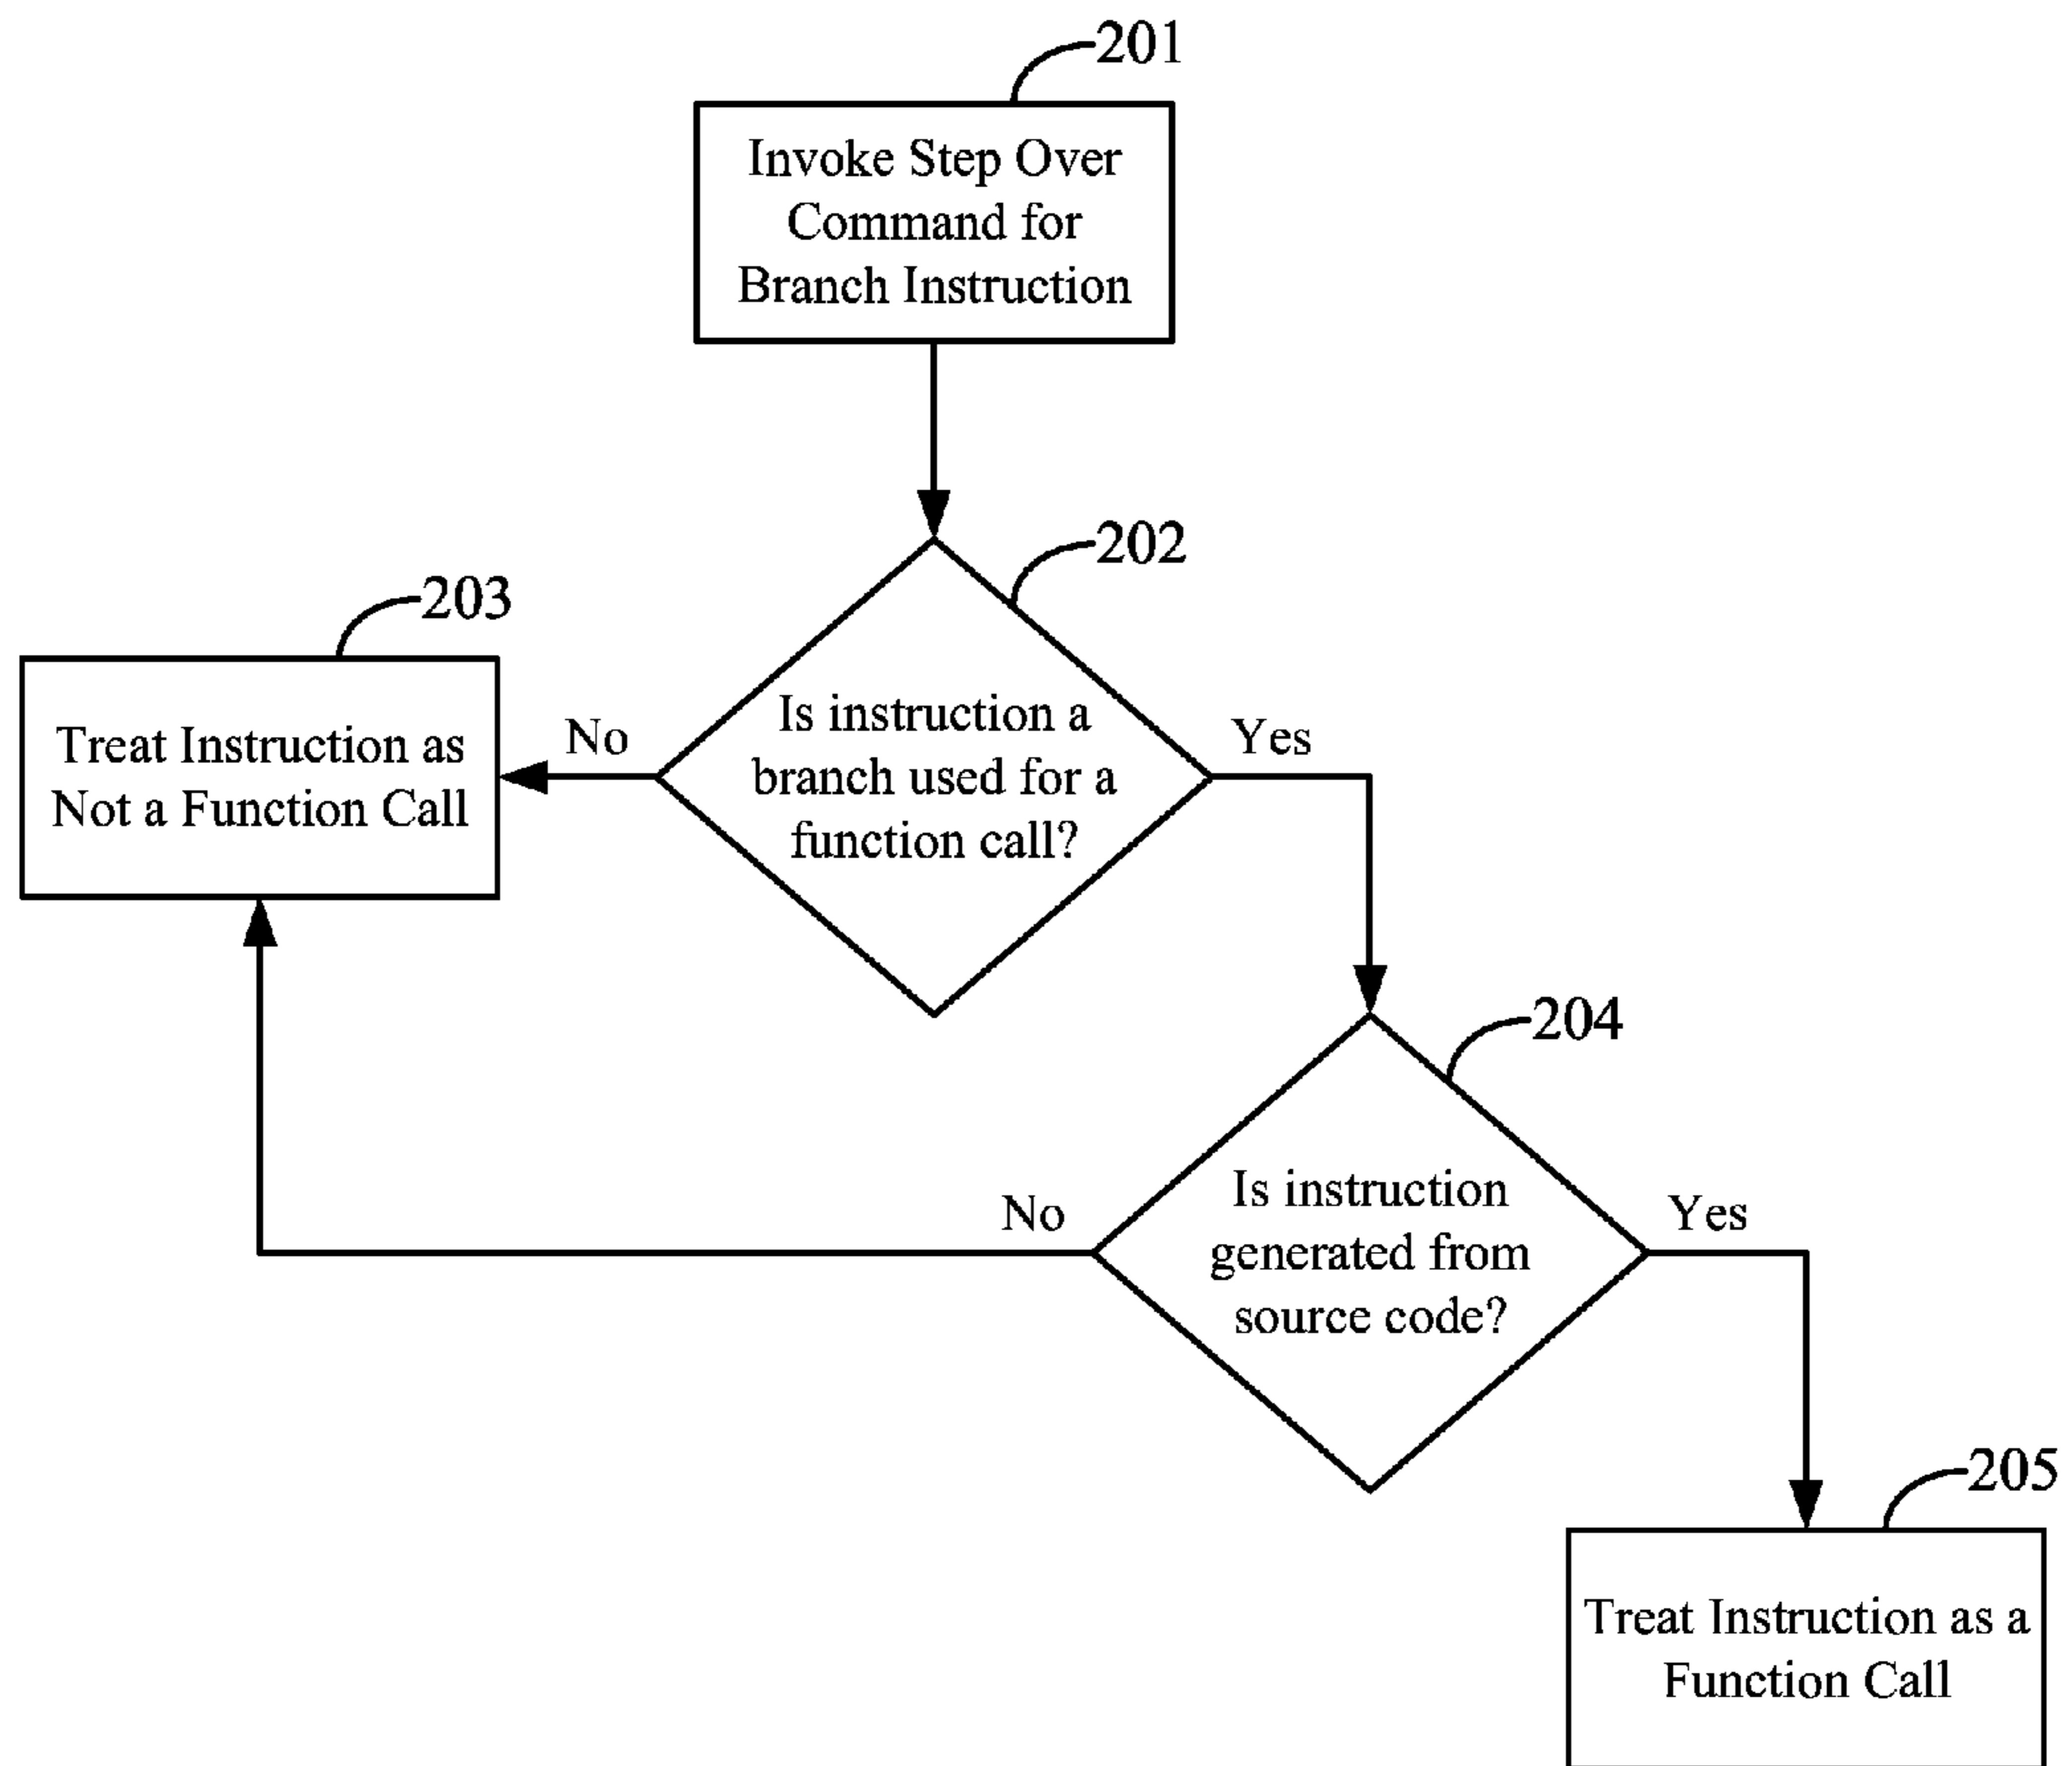 201
Invoke Step Over
Command for
Branch Instruction
202
203
Is instruction a
branch used for a
function call?
No
Yes
Treat Instruction as
Not a Function Call
204
Is instruction
generated from
source code?
No
Yes
205
Treat Instruction as a
Function Call